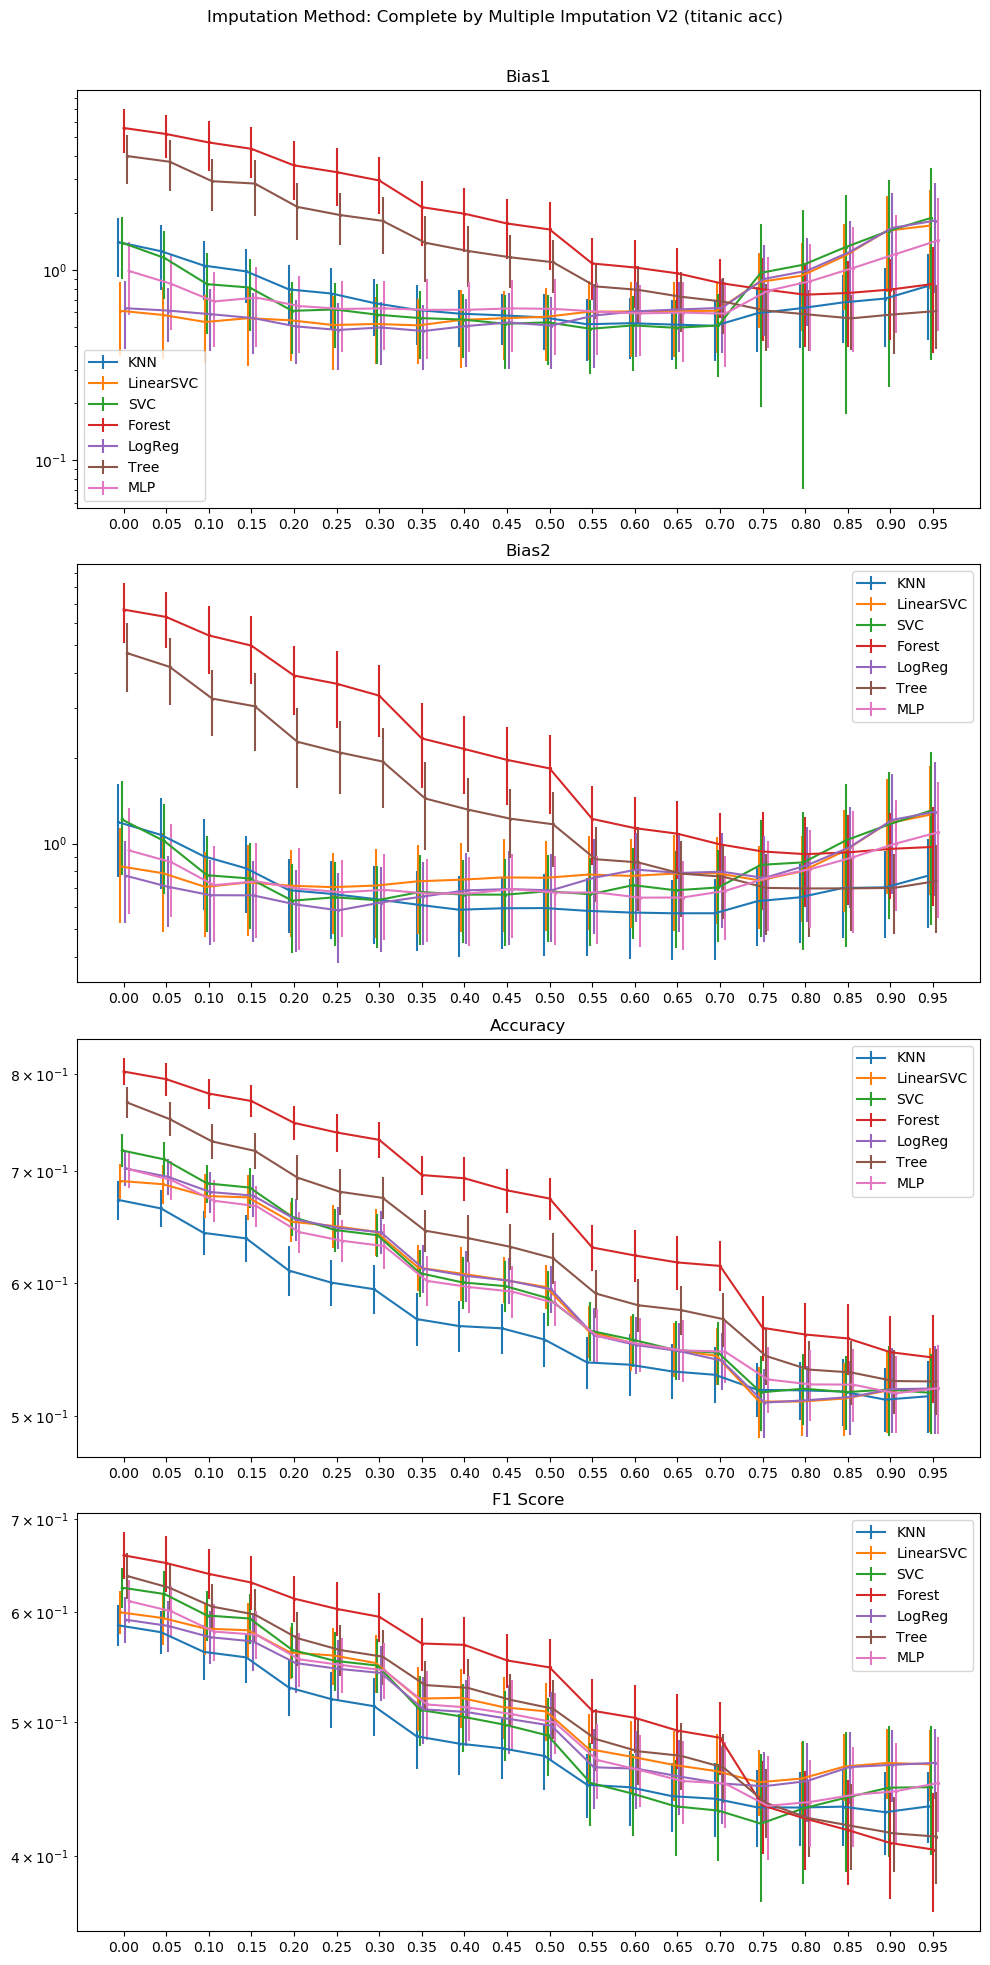 Imputation Method: Complete by Multiple Imputation V2 (titanic acc)
Bias1
10⁰
10⁻¹
KNN
LinearSVC
SVC
Forest
LogReg
Tree
MLP
0.00 0.05 0.10 0.15 0.20 0.25 0.30 0.35 0.40 0.45 0.50 0.55 0.60 0.65 0.70 0.75 0.80 0.85 0.90 0.95
Bias2
10⁰
KNN
LinearSVC
SVC
Forest
LogReg
Tree
MLP
0.00 0.05 0.10 0.15 0.20 0.25 0.30 0.35 0.40 0.45 0.50 0.55 0.60 0.65 0.70 0.75 0.80 0.85 0.90 0.95
Accuracy
8 × 10⁻¹
7 × 10⁻¹
6 × 10⁻¹
5 × 10⁻¹
KNN
LinearSVC
SVC
Forest
LogReg
Tree
MLP
0.00 0.05 0.10 0.15 0.20 0.25 0.30 0.35 0.40 0.45 0.50 0.55 0.60 0.65 0.70 0.75 0.80 0.85 0.90 0.95
F1 Score
7 × 10⁻¹
6 × 10⁻¹
5 × 10⁻¹
4 × 10⁻¹
KNN
LinearSVC
SVC
Forest
LogReg
Tree
MLP
0.00 0.05 0.10 0.15 0.20 0.25 0.30 0.35 0.40 0.45 0.50 0.55 0.60 0.65 0.70 0.75 0.80 0.85 0.90 0.95